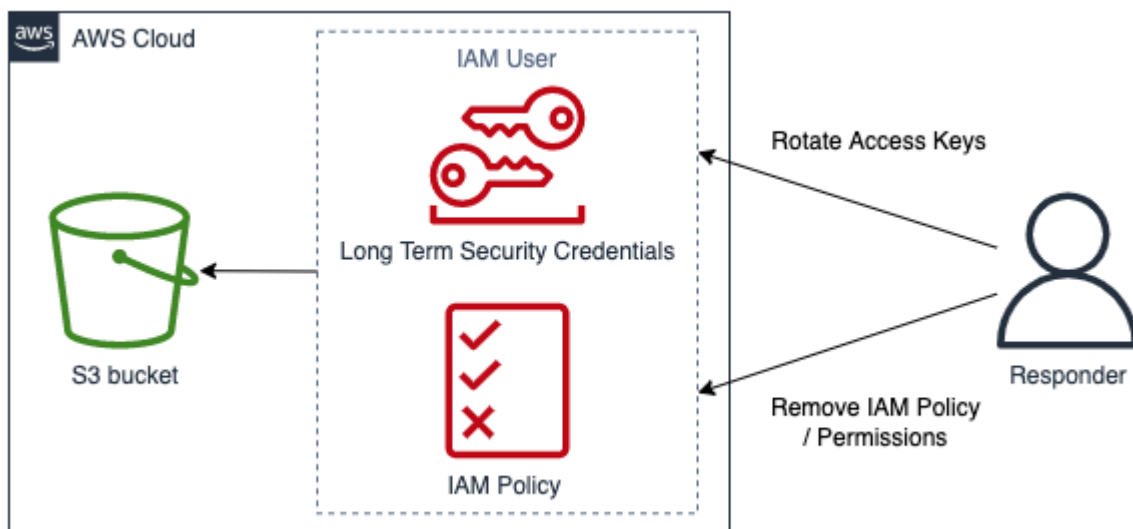 aws
AWS Cloud
IAM User
Rotate Access Keys
Long Term Security Credentials
S3 bucket
Responder
Remove IAM Policy
/ Permissions
IAM Policy